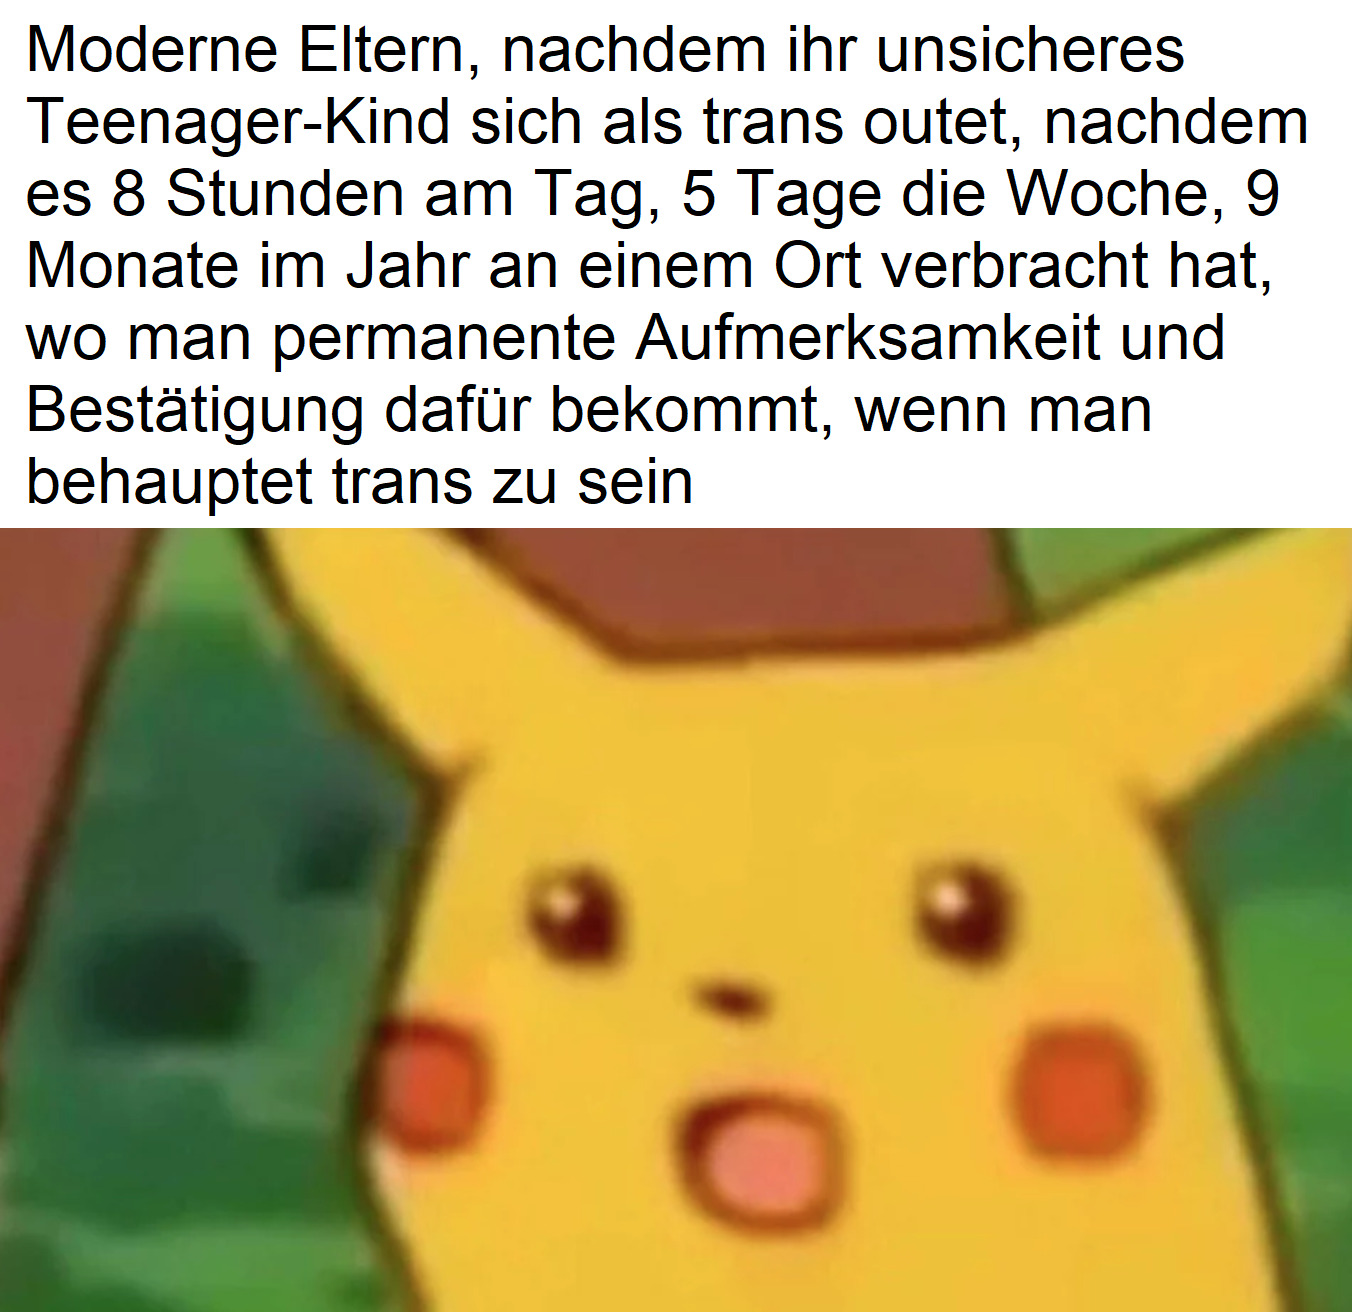 Moderne Eltern, nachdem ihr unsicheres
Teenager-Kind sich als trans outet, nachdem
es 8 Stunden am Tag, 5 Tage die Woche, 9
Monate im Jahr an einem Ort verbracht hat,
wo man permanente Aufmerksamkeit und
Bestätigung dafür bekommt, wenn man
behauptet trans zu sein